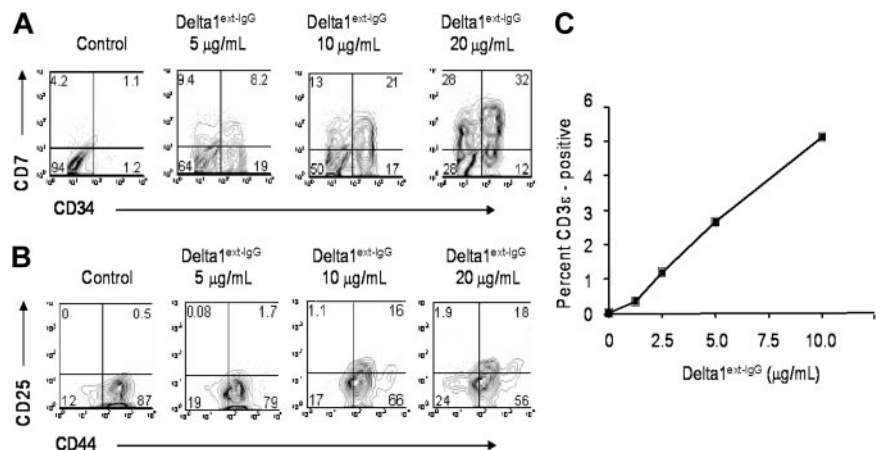 A
Control
Delta1ext-IgG
5 µg/mL
Delta1ext-IgG
10 µg/mL
Delta1ext-IgG
20 µg/mL
CD7
4.2 1.1
94 1.2
9.4 8.2
64 19
13 21
50 17
28 32
28 12
CD34
B
Control
Delta1ext-IgG
5 µg/mL
Delta1ext-IgG
10 µg/mL
Delta1ext-IgG
20 µg/mL
CD25
0 0.5
12 87
0.08 1.7
19 79
1.1 16
17 66
1.9 18
24 56
CD44
C
Percent CD3ε - positive
6
5
4
3
2
1
0
0 2.5 5.0 7.5 10.0
Delta1ext-IgG (µg/mL)